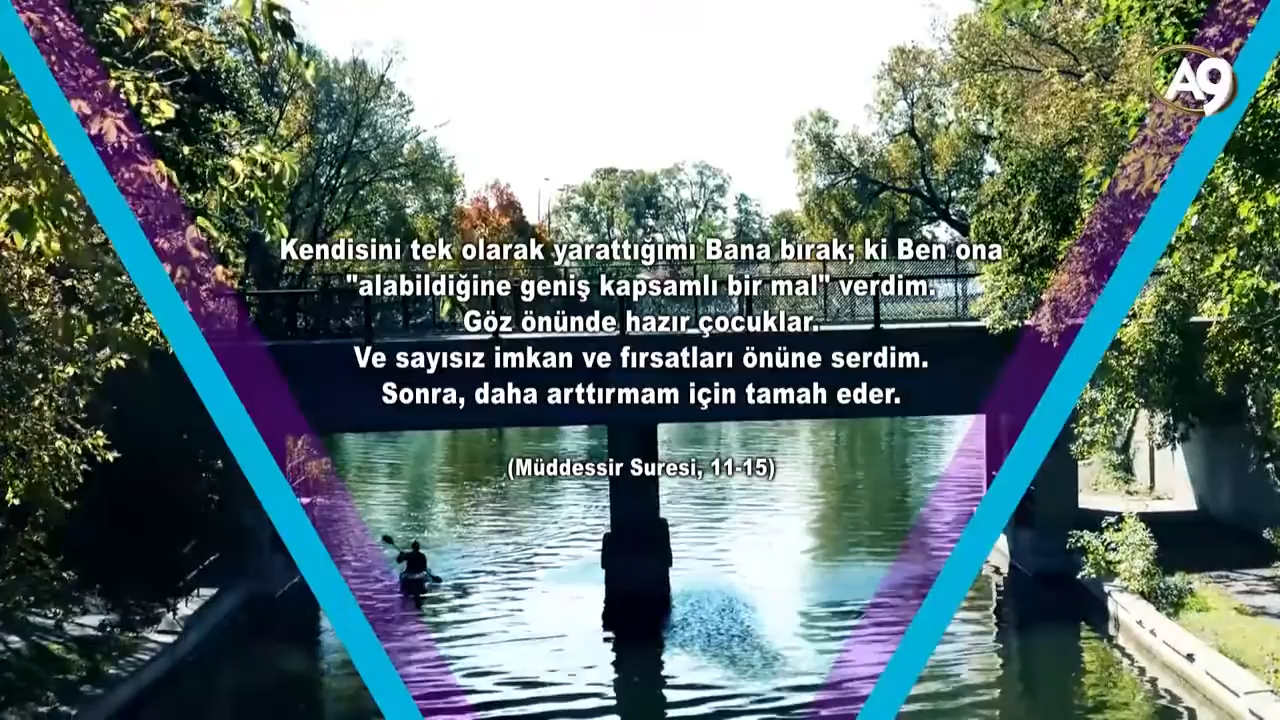 A9
Kendisini tek olarak yarattığımı Bana bırak; ki Ben ona
"alabildiğine geniş kapsamlı bir mal" verdim.
Göz önünde hazır çocuklar.
Ve sayısız imkan ve fırsatları önüne serdim.
Sonra, daha arttırmam için tamah eder.
(Müddessir Suresi, 11-15)